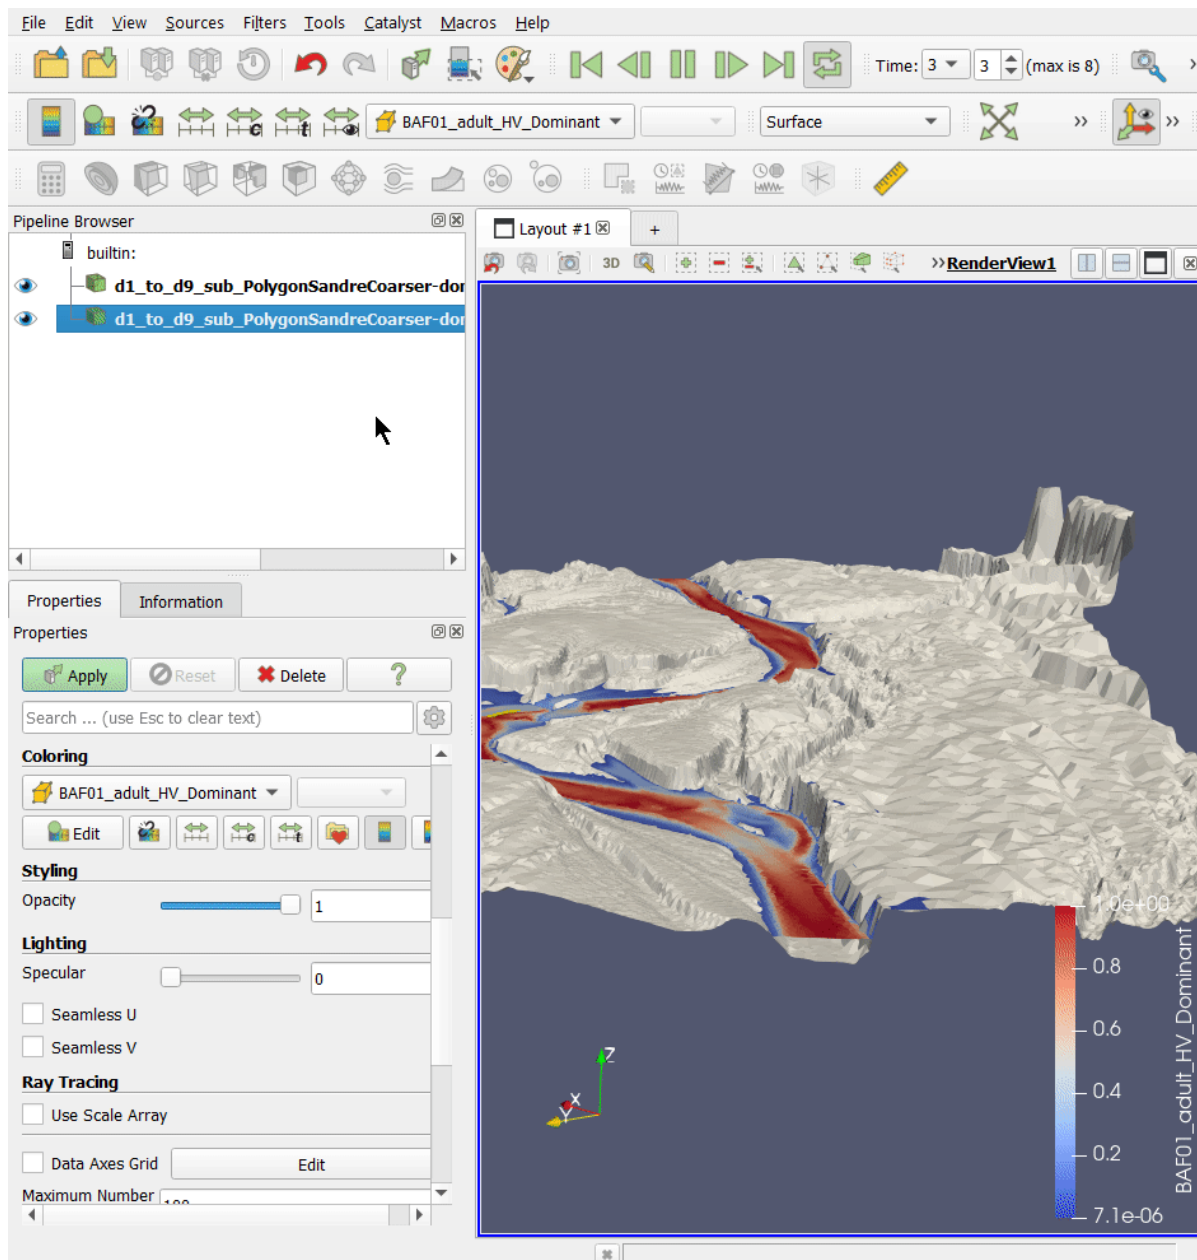 File Edit View Sources Filters Tools Catalyst Macros Help
Time: 3 3 (max is 8)
BAF01_adult_HV_Dominant Surface
Pipeline Browser
Layout #1 +
builtin:
3D RenderView1
d1_to_d9_sub_PolygonSandreCoarser-dor
d1_to_d9_sub_PolygonSandreCoarser-dor
Properties Information
Properties
Apply Reset Delete ?
Search ... (use Esc to clear text)
Coloring
BAF01_adult_HV_Dominant
Edit
Styling
Opacity 1
Lighting
Specular 0
Seamless U
Seamless V
Ray Tracing
Use Scale Array
Data Axes Grid Edit
Maximum Number
Z
X
Y
1.0e+00
0.8
0.6
0.4
0.2
7.1e-06
BAF01_adult_HV_Dominant